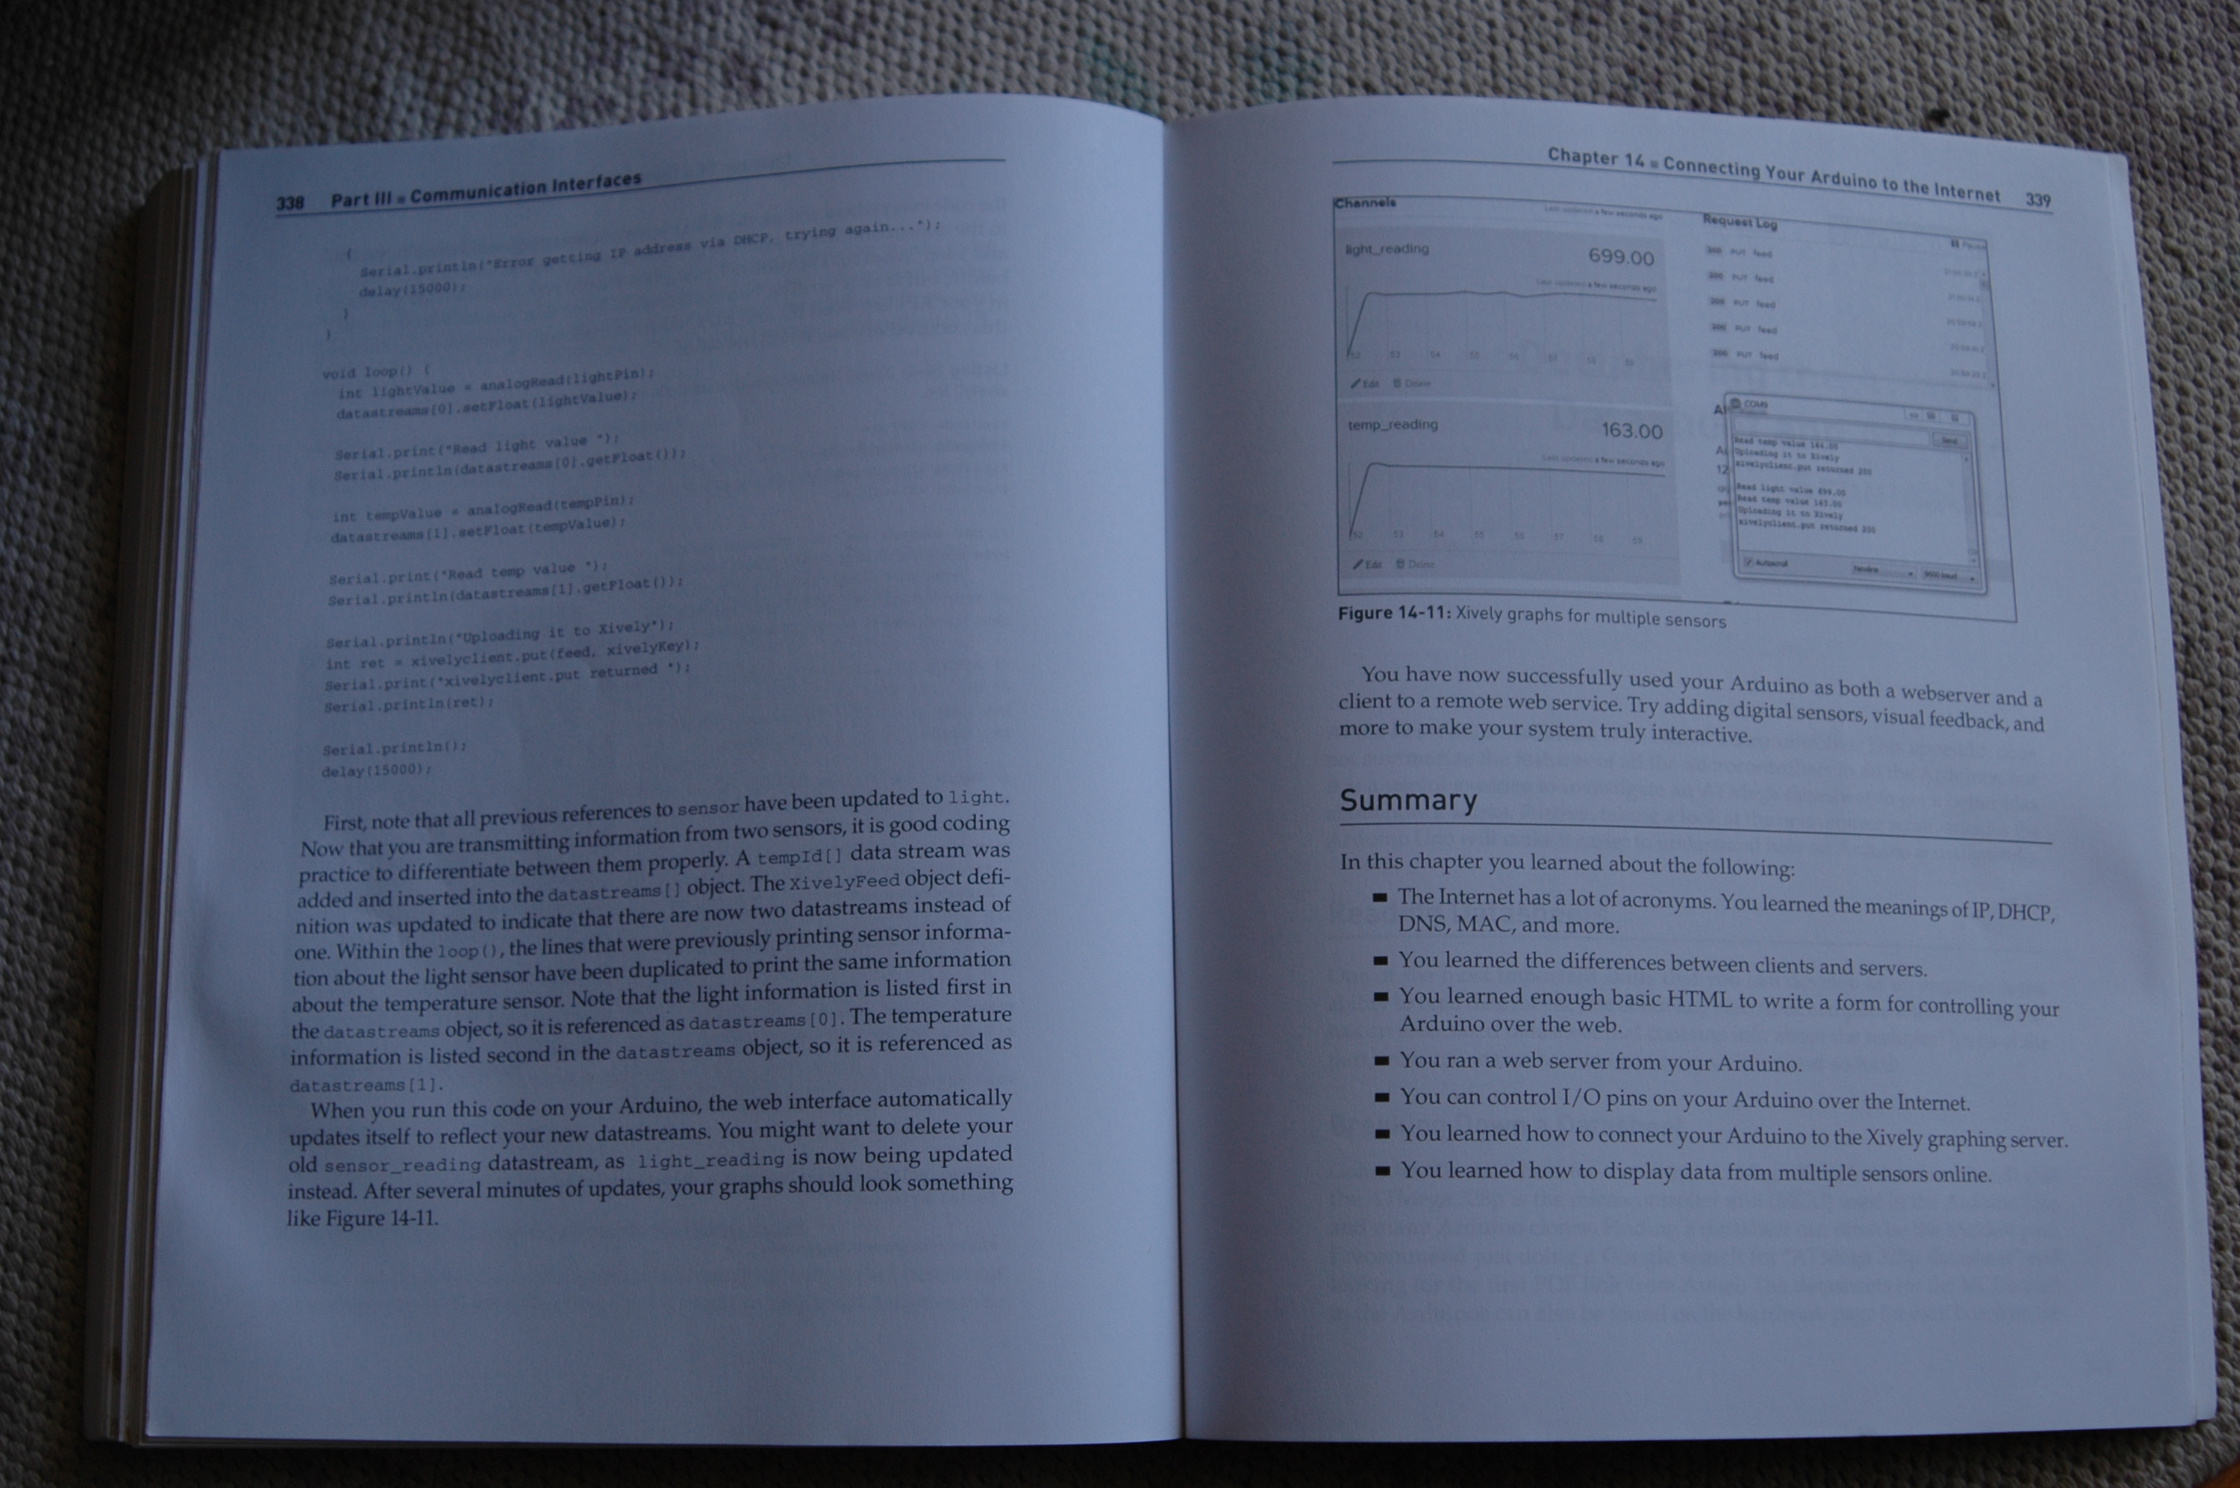 338 Part III ■ Communication Interfaces
{
Serial.println("Error getting IP address via DHCP, trying again...");
delay(15000);
}
}
void loop() {
int lightValue = analogRead(lightPin);
datastreams[0].setFloat(lightValue);
Serial.print("Read light value ");
Serial.println(datastreams[0].getFloat());
int tempValue = analogRead(tempPin);
datastreams[1].setFloat(tempValue);
Serial.print("Read temp value ");
Serial.println(datastreams[1].getFloat());
Serial.println("Uploading it to Xively");
int ret = xivelyclient.put(feed, xivelyKey);
Serial.print("xivelyclient.put returned ");
Serial.println(ret);
Serial.println();
delay(15000);
First, note that all previous references to sensor have been updated to light.
Now that you are transmitting information from two sensors, it is good coding
practice to differentiate between them properly. A tempId[] data stream was
added and inserted into the datastreams[] object. The XivelyFeed object defi-
nition was updated to indicate that there are now two datastreams instead of
one. Within the loop(), the lines that were previously printing sensor informa-
tion about the light sensor have been duplicated to print the same information
about the temperature sensor. Note that the light information is listed first in
the datastreams object, so it is referenced as datastreams[0]. The temperature
information is listed second in the datastreams object, so it is referenced as
datastreams[1].
When you run this code on your Arduino, the web interface automatically
updates itself to reflect your new datastreams. You might want to delete your
old sensor_reading datastream, as light_reading is now being updated
instead. After several minutes of updates, your graphs should look something
like Figure 14-11.
Chapter 14 ■ Connecting Your Arduino to the Internet 339
Channels
Last updated a few seconds ago
Request Log
Pause
light_reading 699.00
200 PUT feed
200 PUT feed
200 PUT feed
200 PUT feed
200 PUT feed
Edit Delete
temp_reading 163.00
COM9
Send
Read temp value 164.00
Uploading it to Xively
xivelyclient.put returned 200
Read light value 699.00
Read temp value 163.00
Uploading it to Xively
xivelyclient.put returned 200
Autoscroll
Newline
9600 baud
Edit Delete
Figure 14-11: Xively graphs for multiple sensors
You have now successfully used your Arduino as both a webserver and a
client to a remote web service. Try adding digital sensors, visual feedback, and
more to make your system truly interactive.
Summary
In this chapter you learned about the following:
■ The Internet has a lot of acronyms. You learned the meanings of IP, DHCP,
DNS, MAC, and more.
■ You learned the differences between clients and servers.
■ You learned enough basic HTML to write a form for controlling your
Arduino over the web.
■ You ran a web server from your Arduino.
■ You can control I/O pins on your Arduino over the Internet.
■ You learned how to connect your Arduino to the Xively graphing server.
■ You learned how to display data from multiple sensors online.